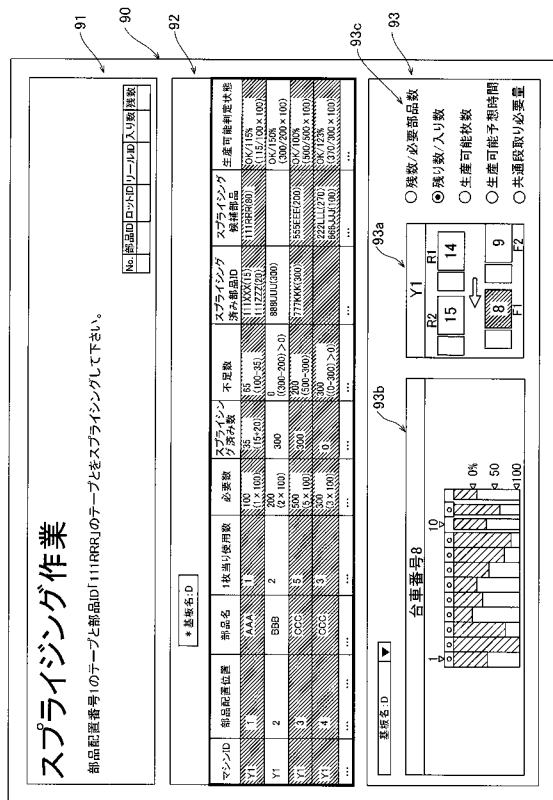 90
91
スプライジング作業
部品配置番号1のテープと部品ID「111RRR」のテープとをスプライシングして下さい。
No. 部品ID ロットID リールID 入り数 残数
92
*基板名:D
マシンID 部品配置位置 部品名 1枚当り使用数 必要数 スプライシング済み数 不足数 スプライシング済み部品ID スプライシング候補部品 生産可能判定状態
Y1 1 AAA 1 100 (1×100) 35 (15+20) 65 (100-35) 111XXX(15) 111ZZZ(20) 111RRR(80) OK/115% (115/100×100)
Y1 2 BBB 2 200 (2×100) 300 0 ((300-200)>0) 888UUU(300) OK/150% (300/200×100)
Y1 3 CCC 5 500 (5×100) 300 200 (500-300) 777KKK(300) 555EEE(200) OK/100% (500/500×100)
Y1 4 CCC 3 300 (3×100) 0 300 ((0-300)>0) 222LLL(270) 666JJJ(100) OK/123% (370/300×100)
… … … … … … … … … …
93
93b
基板名:D ▼
台車番号8
1 10
0%
50
100
93a
Y1
R2 R1
15 14
8 9
F1 F2
93c
○残数/必要部品数
◉残り数/入り数
○生産可能枚数
○生産可能予想時間
○共通段取り必要量